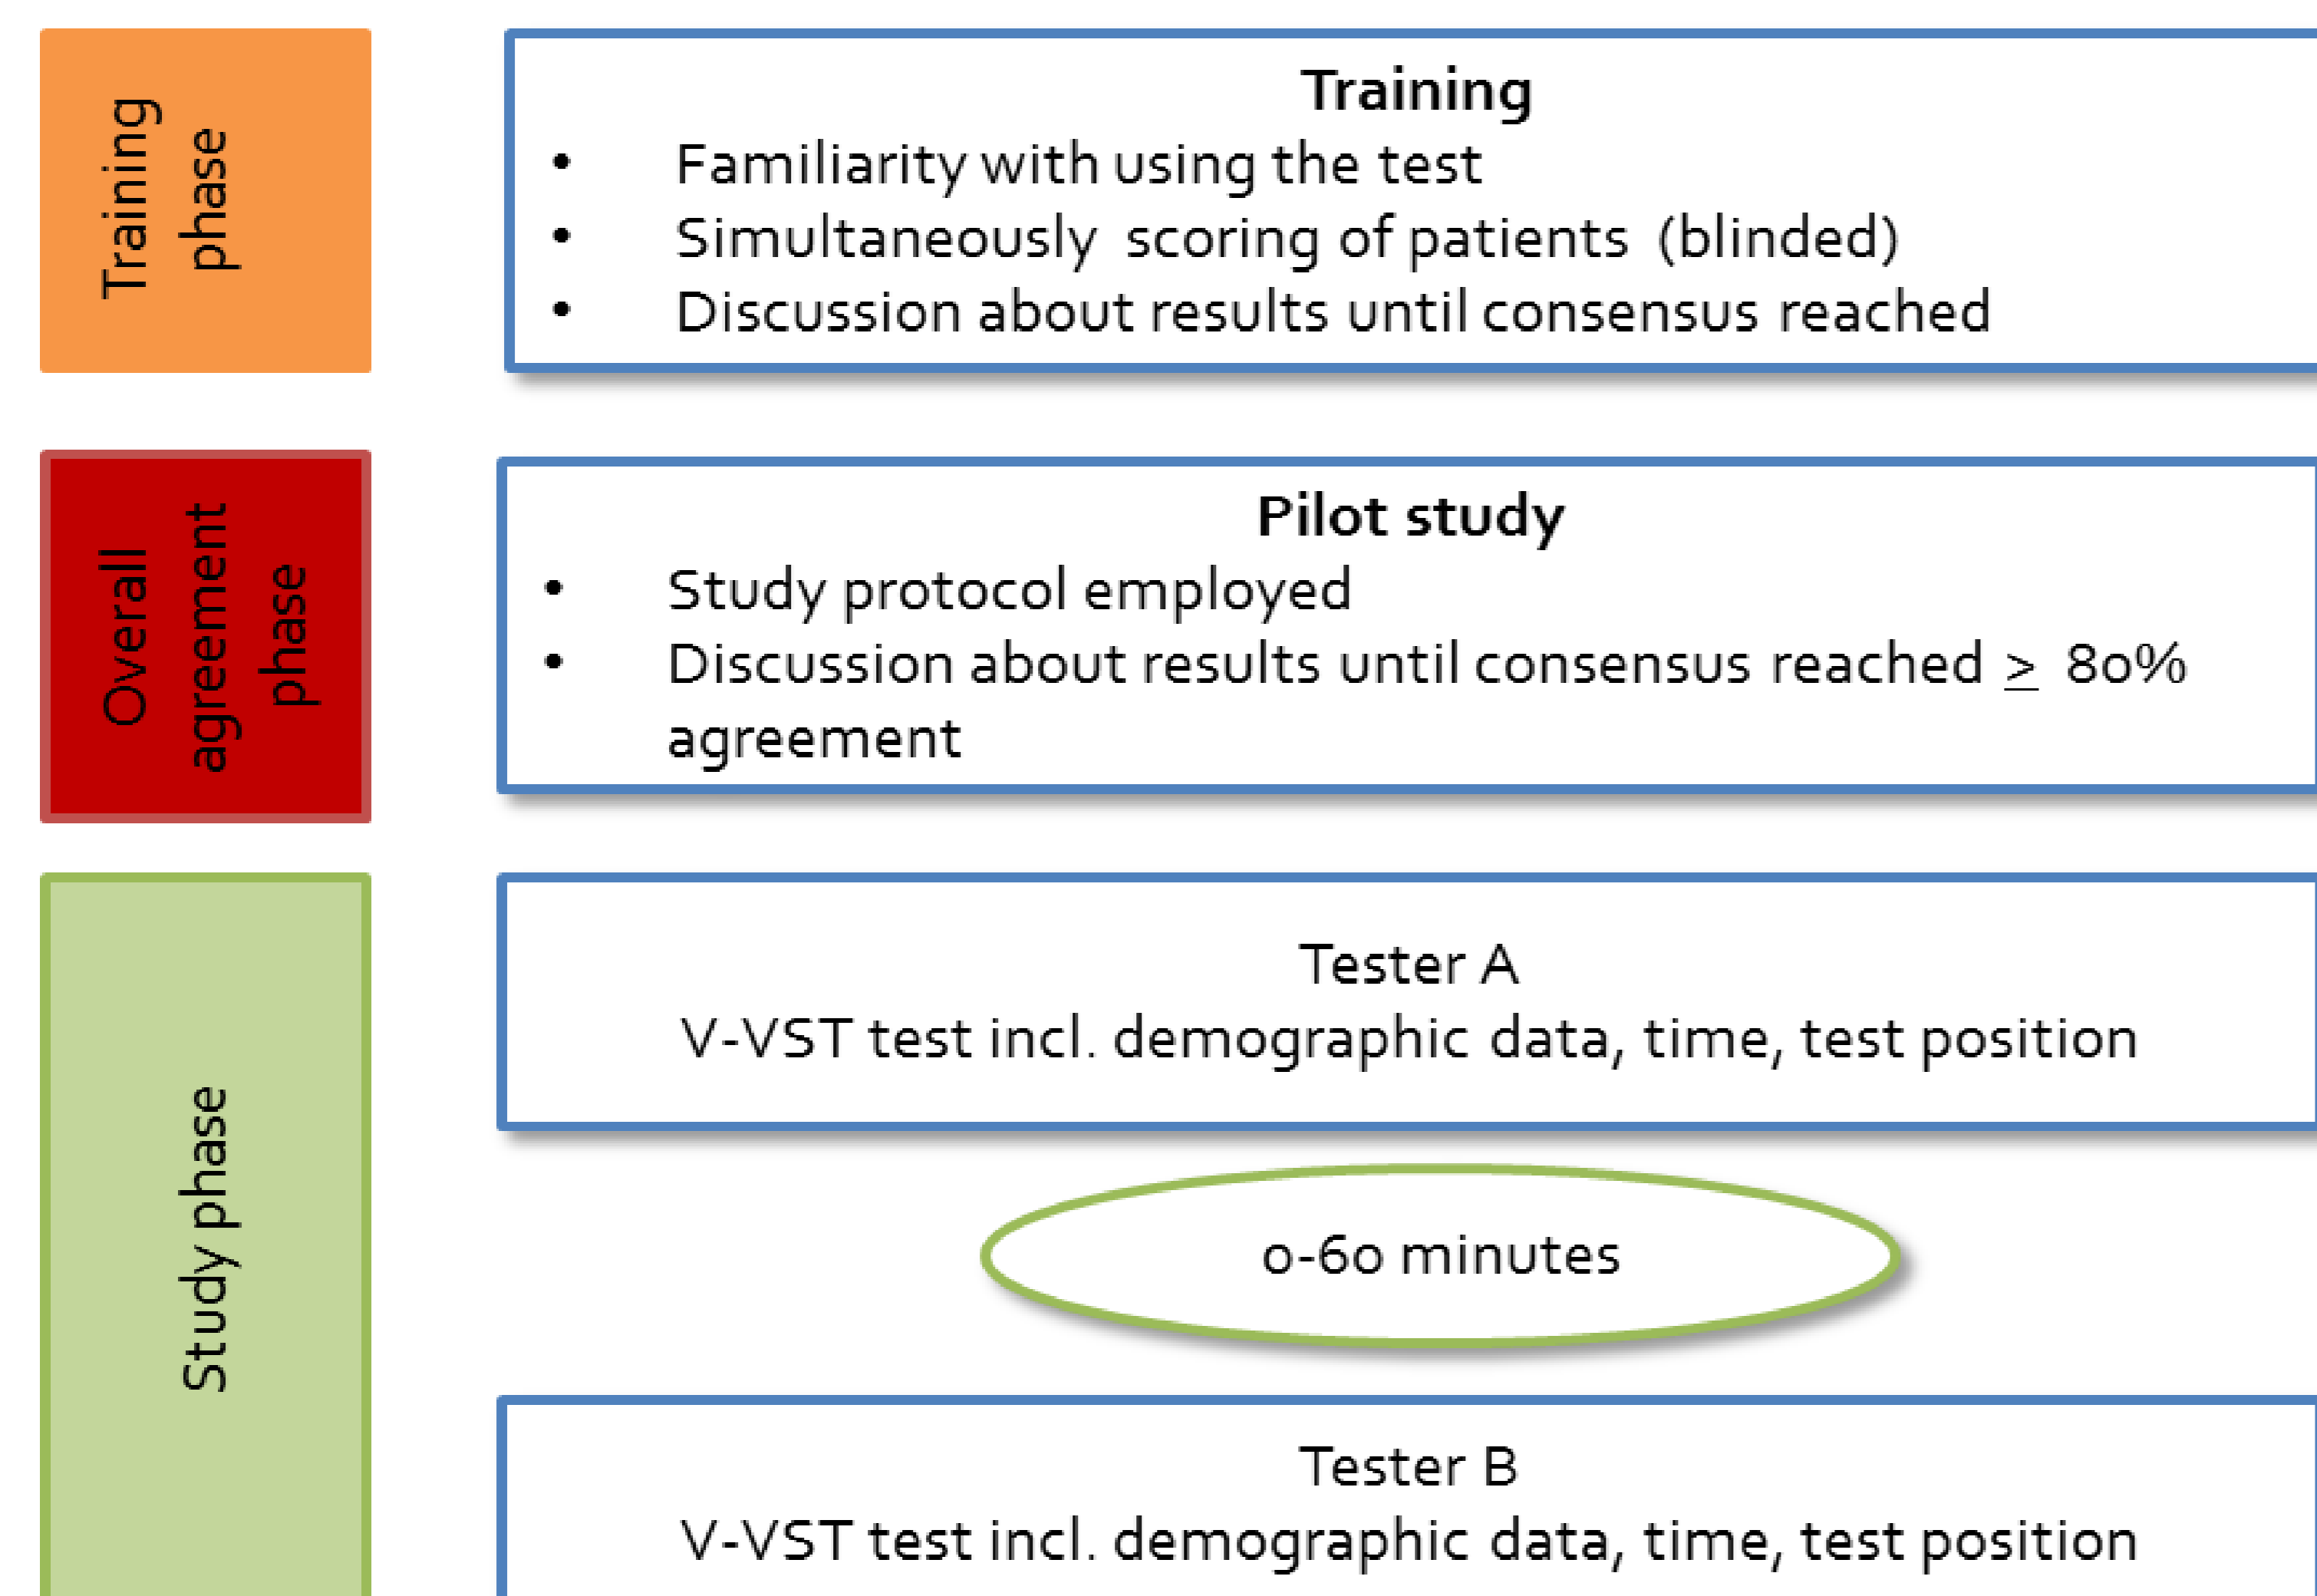 Training
phase
Training
• Familiarity with using the test
• Simultaneously scoring of patients (blinded)
• Discussion about results until consensus reached
Overall
agreement
phase
Pilot study
• Study protocol employed
• Discussion about results until consensus reached ≥ 80%
agreement
Study phase
Tester A
V-VST test incl. demographic data, time, test position
0-60 minutes
Tester B
V-VST test incl. demographic data, time, test position